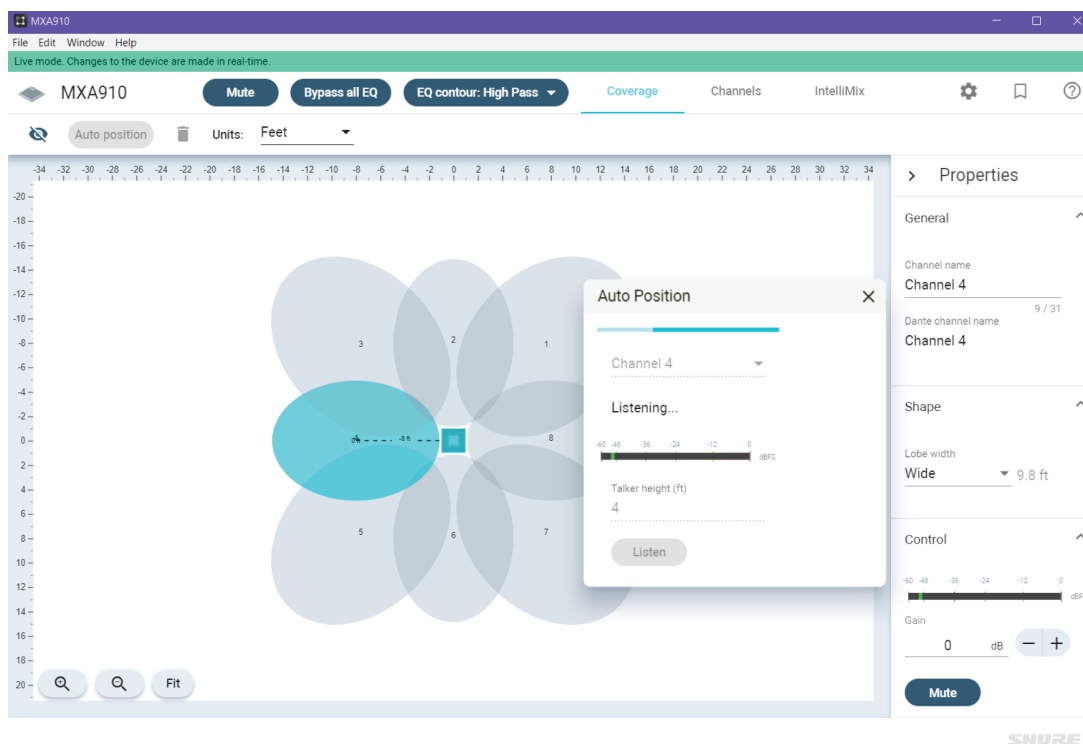 MXA910
File Edit Window Help
Live mode. Changes to the device are made in real-time.
MXA910 Mute Bypass all EQ EQ contour: High Pass Coverage Channels IntelliMix
Auto position Units: Feet
-34 -32 -30 -28 -26 -24 -22 -20 -18 -16 -14 -12 -10 -8 -6 -4 -2 0 2 4 6 8 10 12 14 16 18 20 22 24 26 28 30 32 34
-20
-18
-16
-14
-12
-10
-8
-6
-4
-2
0
2
4
6
8
10
12
14
16
18
20
3 2 1
-8 ft 8
5 6 7
Fit
Auto Position
Channel 4
Listening...
-60 -48 -36 -24 -12 0
dBFS
Talker height (ft)
4
Listen
Properties
General
Channel name
Channel 4
9 / 31
Dante channel name
Channel 4
Shape
Lobe width
Wide 9.8 ft
Control
-60 -48 -36 -24 -12 0
Gain
0 dB
Mute
SHURE